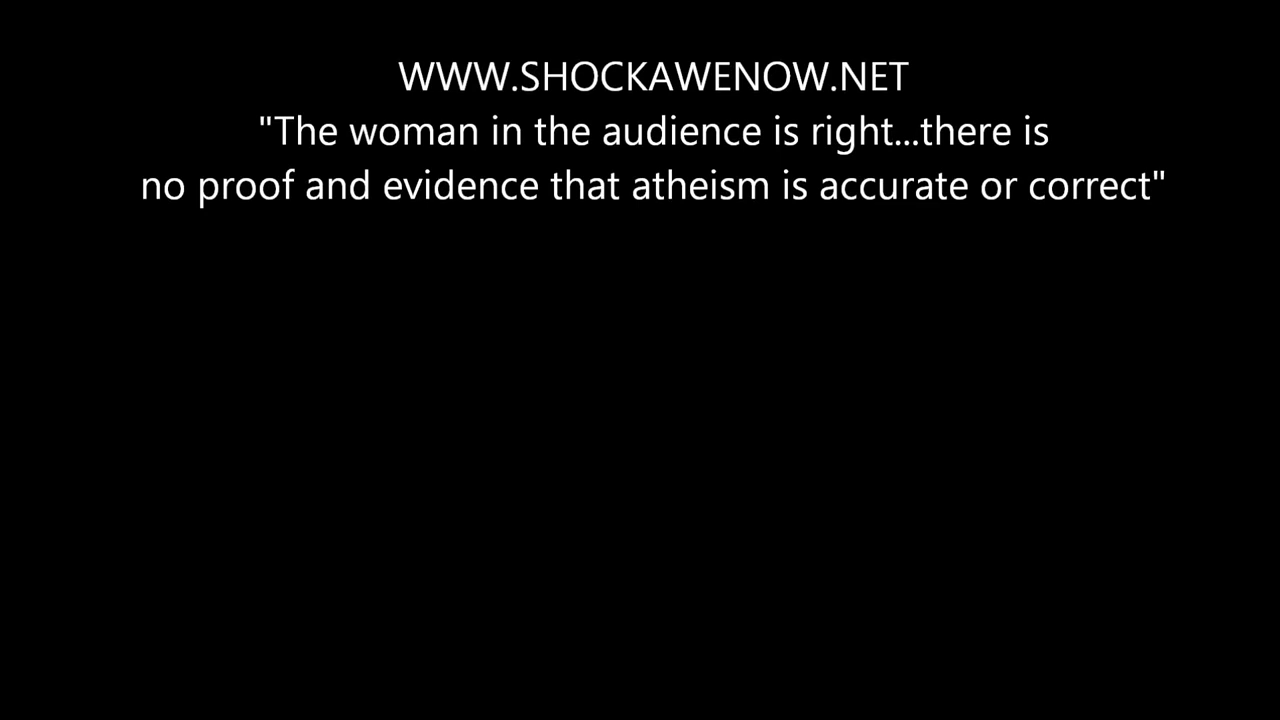 WWW.SHOCKAWENOW.NET
"The woman in the audience is right...there is
no proof and evidence that atheism is accurate or correct"